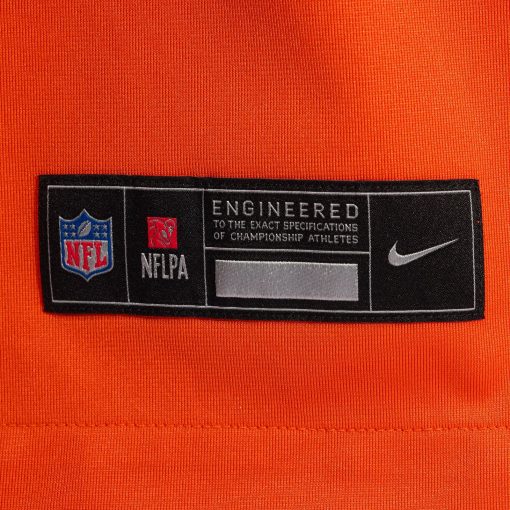 NFL
NFLPA
ENGINEERED
TO THE EXACT SPECIFICATIONS
OF CHAMPIONSHIP ATHLETES